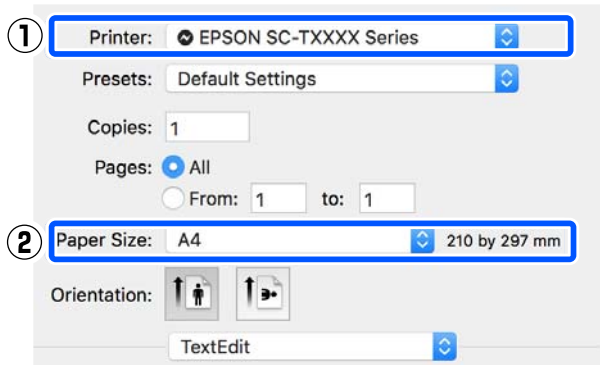 ① Printer: EPSON SC-TXXXX Series
Presets: Default Settings
Copies: 1
Pages: All
From: 1 to: 1
② Paper Size: A4 210 by 297 mm
Orientation:
TextEdit